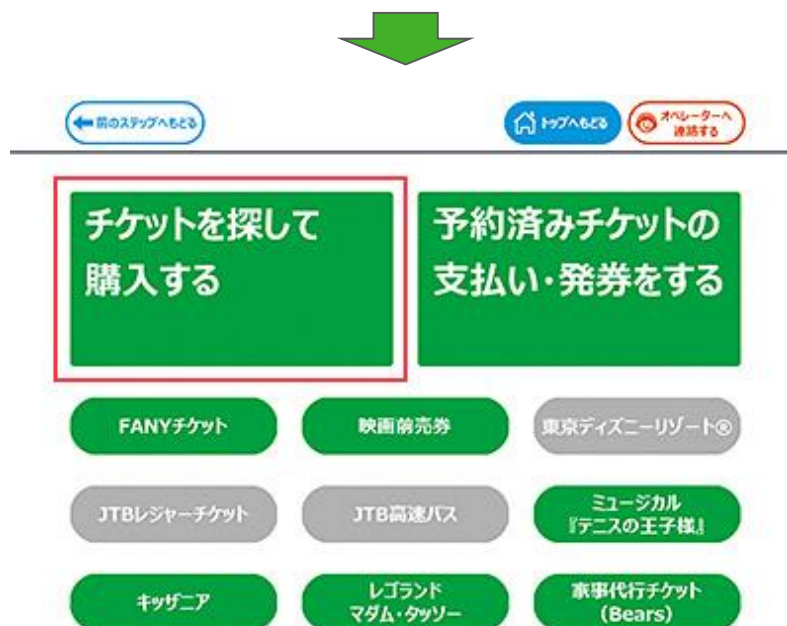 前のステップへもどる
トップへもどる
オペレーターへ
連絡する
チケットを探して
購入する
予約済みチケットの
支払い・発券をする
FANYチケット
映画前売券
東京ディズニーリゾート®
JTBレジャーチケット
JTB高速バス
ミュージカル
『テニスの王子様』
キッザニア
レゴランド
マダム・タッソー
家事代行チケット
(Bears)